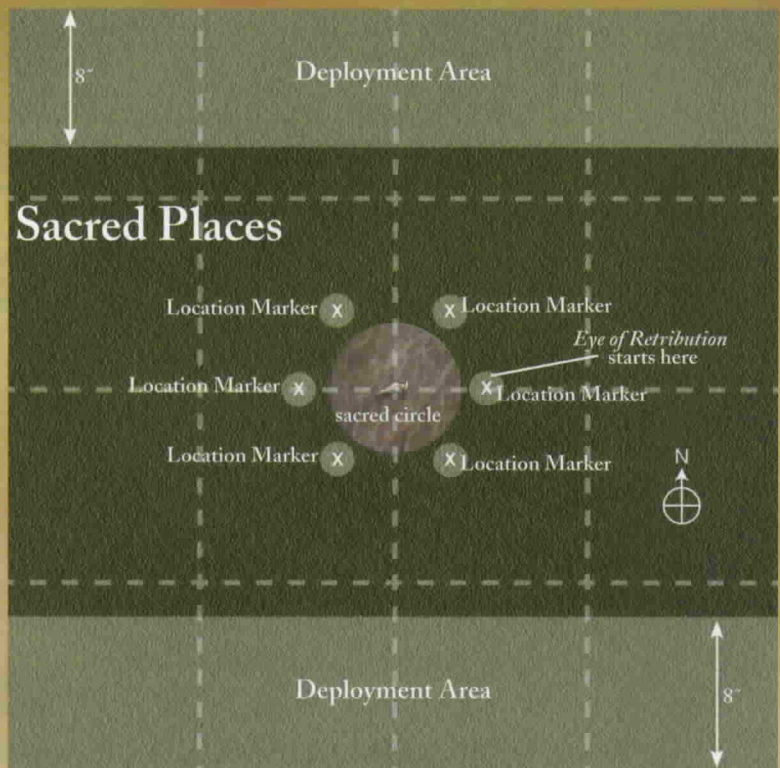 Deployment Area
8"
Sacred Places
Location Marker X
X Location Marker
Eye of Retribution
starts here
Location Marker X
X Location Marker
sacred circle
Location Marker X
X Location Marker
N
Deployment Area
8"